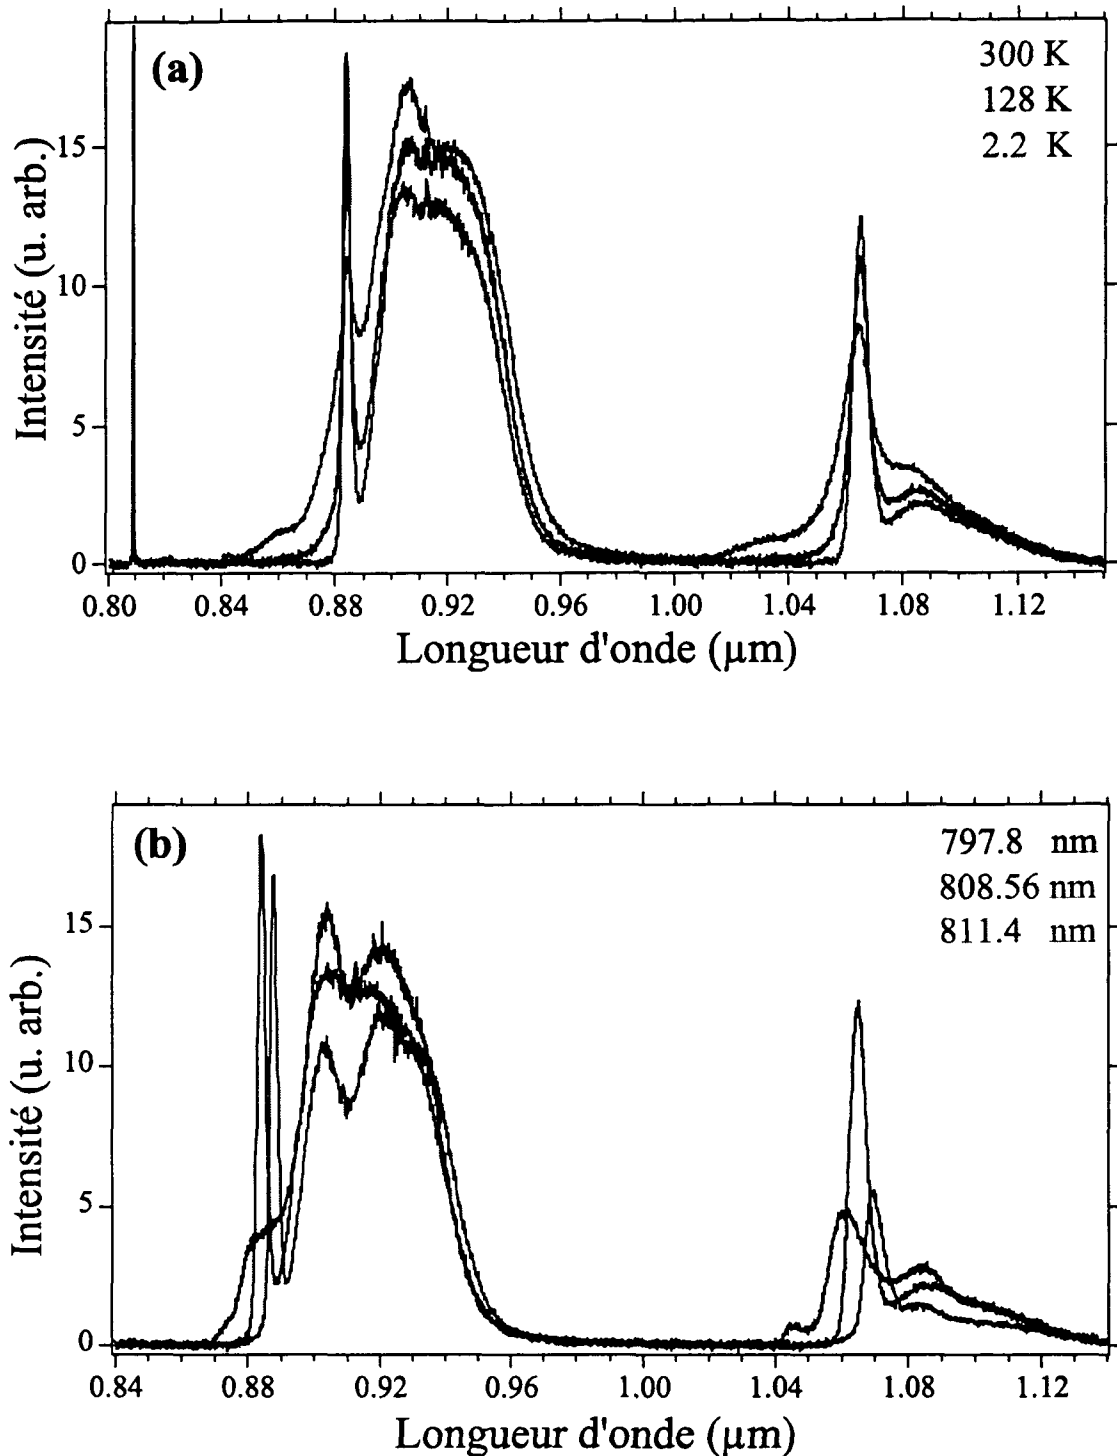 (a)
300 K
128 K
2.2 K
Intensité (u. arb.)
15
10
5
0
0.80 0.84 0.88 0.92 0.96 1.00 1.04 1.08 1.12
Longueur d'onde (μm)
(b)
797.8 nm
808.56 nm
811.4 nm
Intensité (u. arb.)
15
10
5
0
0.84 0.88 0.92 0.96 1.00 1.04 1.08 1.12
Longueur d'onde (μm)